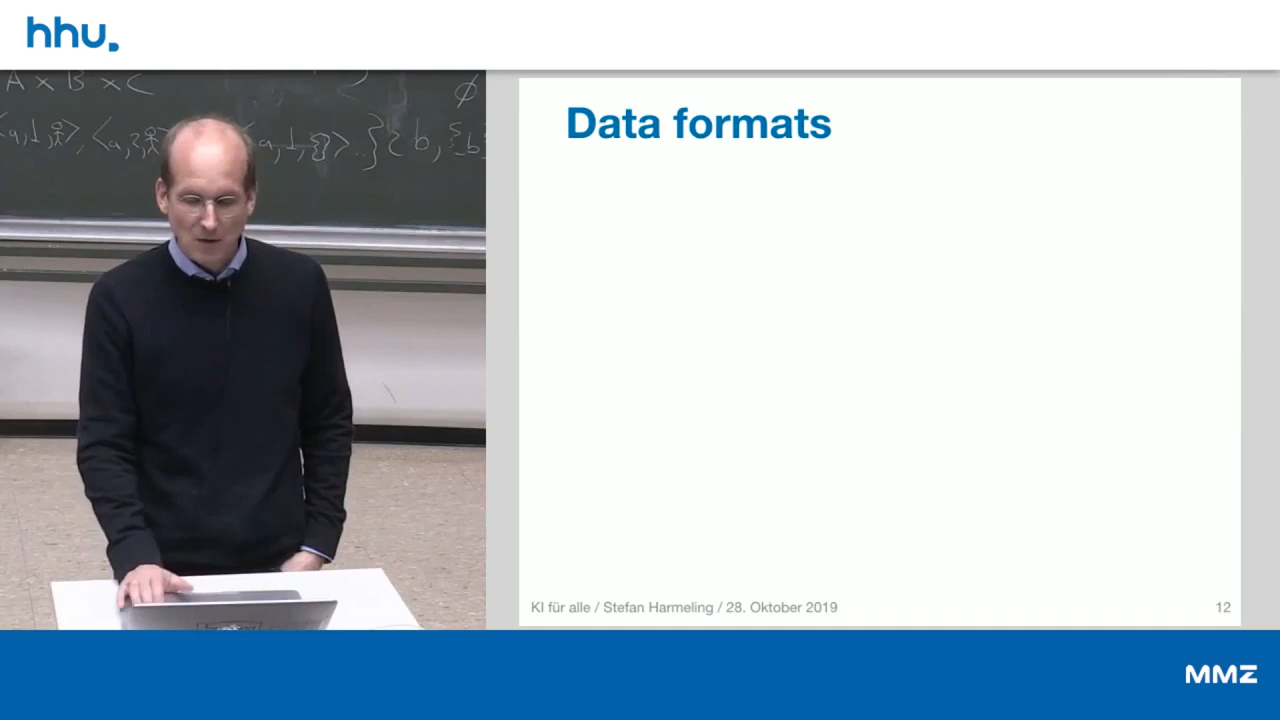 hhu.
A × B × C
Data formats
KI für alle / Stefan Harmeling / 28. Oktober 2019
12
MMZ